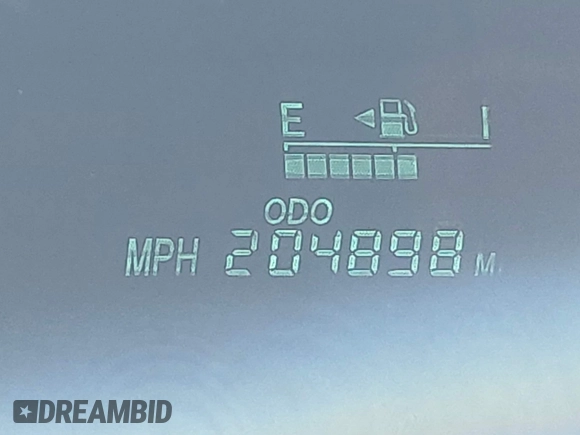 E
ODO
MPH 204898 M
DREAMBID